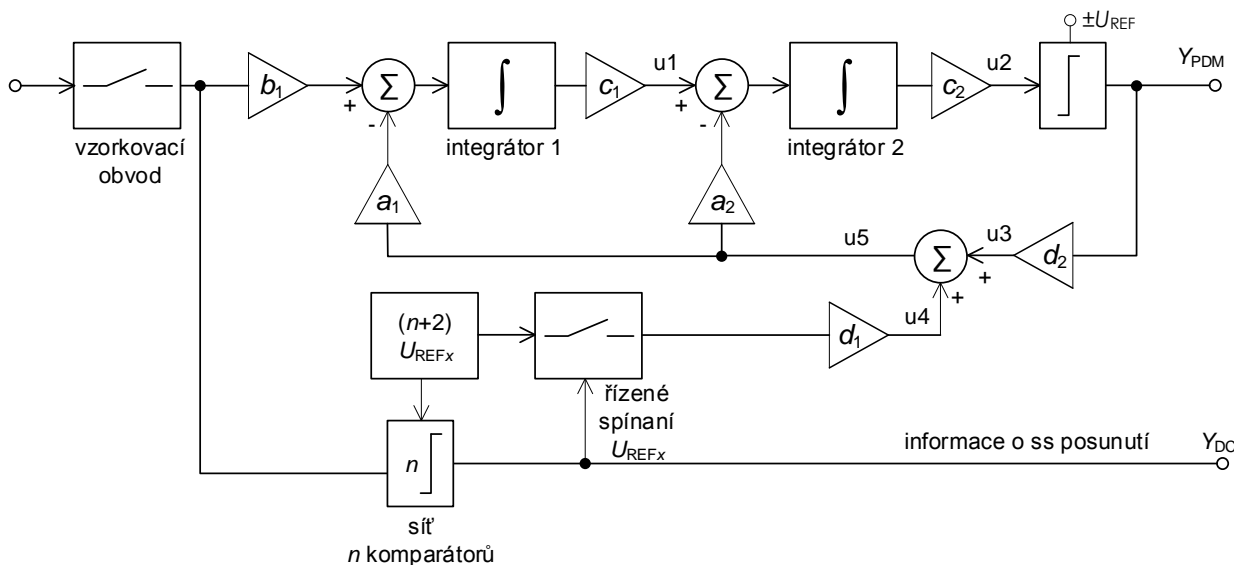 ±U_REF
Y_PDM
b₁
+
-
Σ
∫
c₁
u1
+
-
Σ
∫
c₂
u2
vzorkovací
obvod
integrátor 1
integrátor 2
a₁
a₂
u5
Σ
u3
+
+
d₂
u4
(n+2)
U_REFx
d₁
řízené
spínaní
U_REFx
n
informace o ss posunutí
Y_DC
síť
n komparátorů